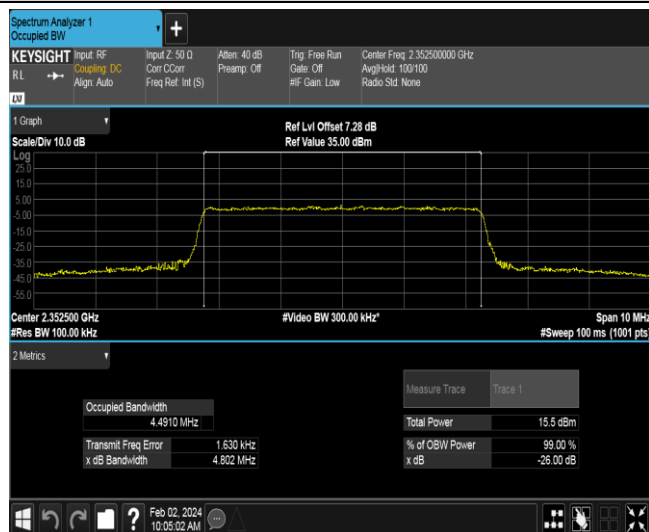 Spectrum Analyzer 1
Occupied BW
+
KEYSIGHT Input: RF Input Z: 50 Ω Atten: 40 dB Trig: Free Run Center Freq: 2.352500000 GHz
RL Coupling: DC Corr CCorr Preamp: Off Gate: Off Avg|Hold: 100/100
Align: Auto Freq Ref: Int (S) #IF Gain: Low Radio Std: None
LXI
1 Graph
Ref Lvl Offset 7.28 dB
Scale/Div 10.0 dB Ref Value 35.00 dBm
Log
25.0
15.0
5.00
-5.00
-15.0
-25.0
-35.0
-45.0
-55.0
Center 2.352500 GHz #Video BW 300.00 kHz* Span 10 MHz
#Res BW 100.00 kHz #Sweep 100 ms (1001 pts)
2 Metrics
Measure Trace Trace 1
Occupied Bandwidth
4.4910 MHz Total Power 15.5 dBm
Transmit Freq Error 1.630 kHz % of OBW Power 99.00 %
x dB Bandwidth 4.802 MHz x dB -26.00 dB
? Feb 02, 2024
10:05:02 AM